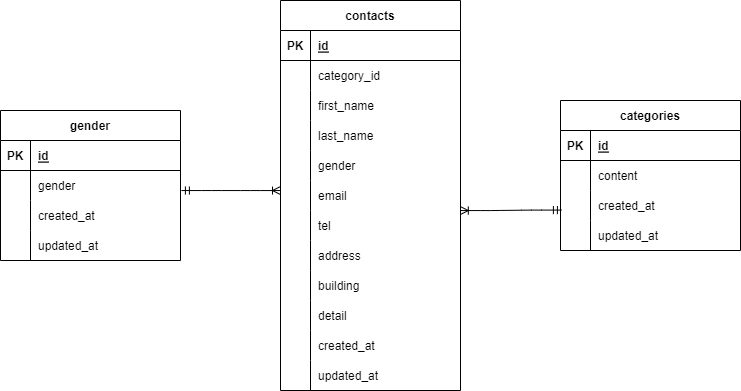 gender
PK id
gender
created_at
updated_at
contacts
PK id
category_id
first_name
last_name
gender
email
tel
address
building
detail
created_at
updated_at
categories
PK id
content
created_at
updated_at